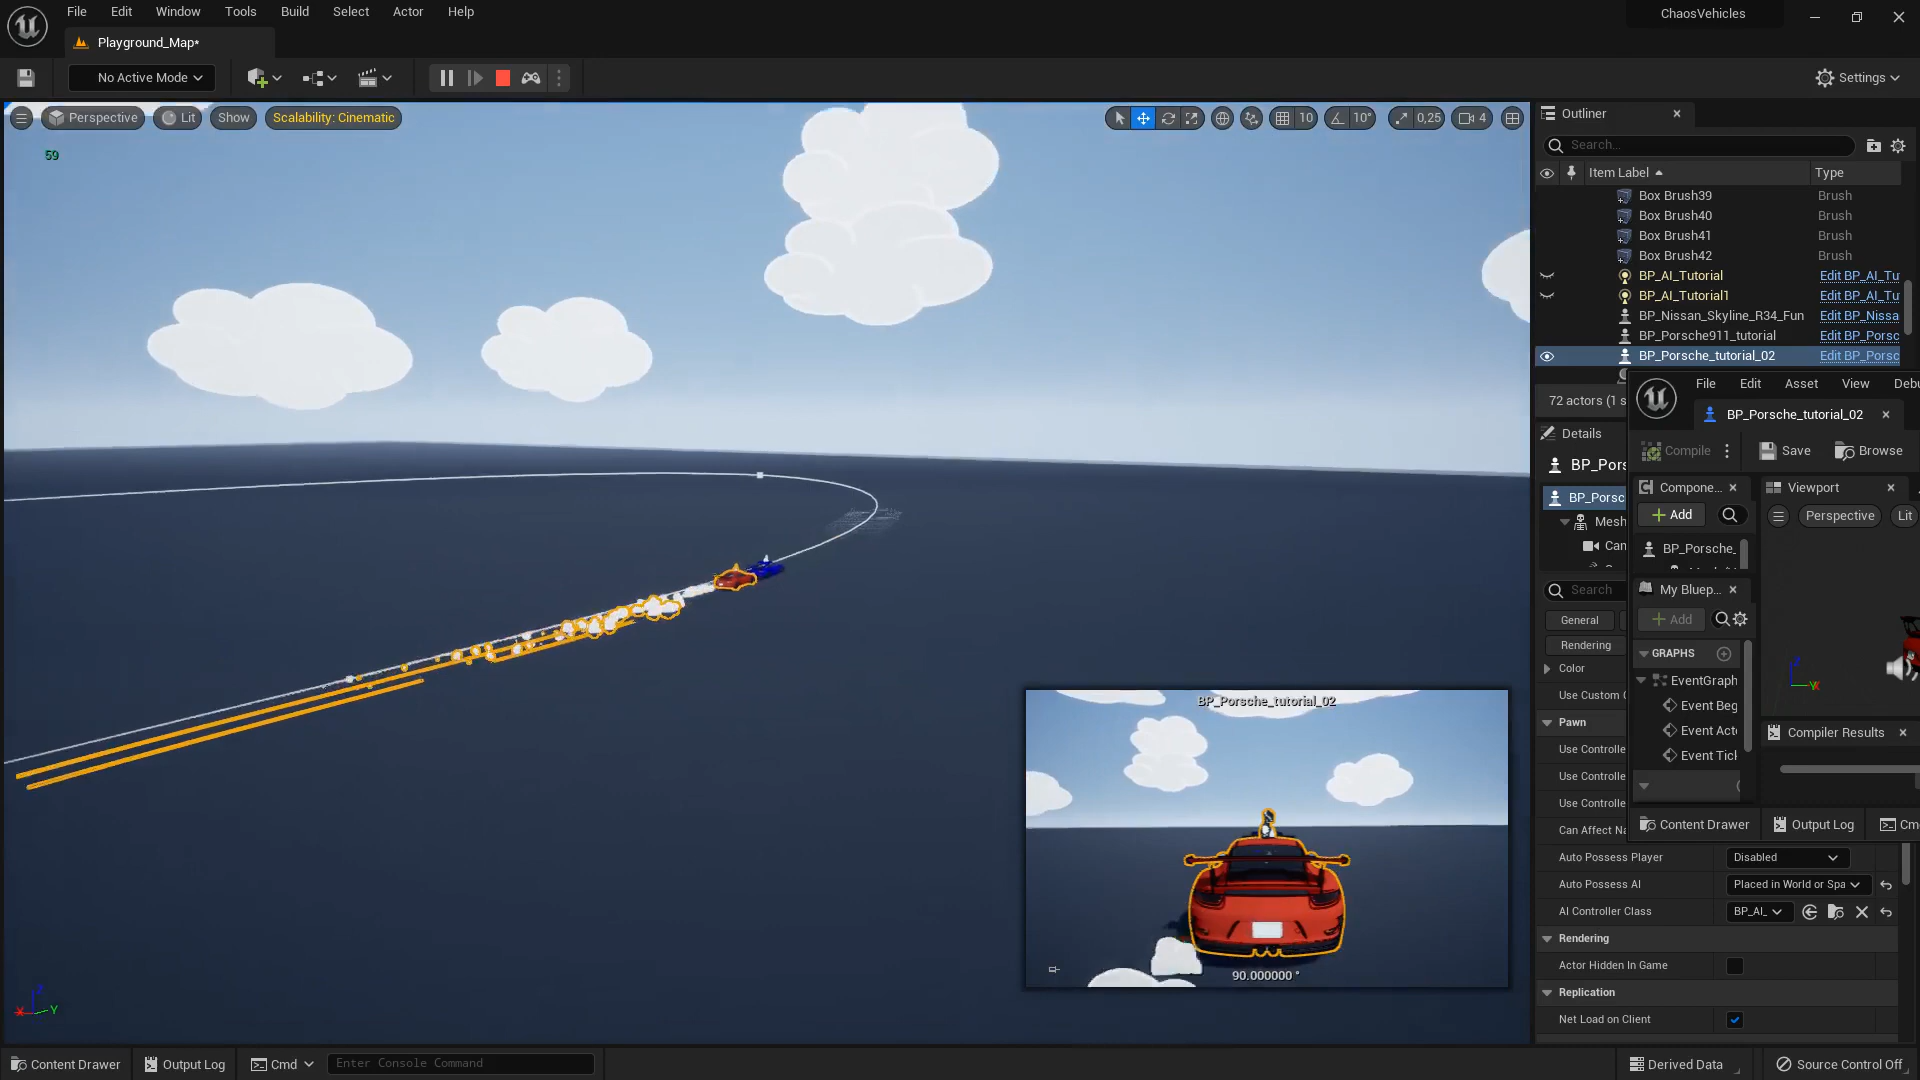 File Edit Window Tools Build Select Actor Help
ChaosVehicles
Playground_Map*
No Active Mode
Settings
Perspective Lit Show Scalability: Cinematic
10 10° 0,25 4
59
Outliner
Search...
Item Label Type
Box Brush39 Brush
Box Brush40 Brush
Box Brush41 Brush
Box Brush42 Brush
BP_AI_Tutorial Edit BP_AI_Tu
BP_AI_Tutorial1 Edit BP_AI_Tu
BP_Nissan_Skyline_R34_Fun Edit BP_Nissa
BP_Porsche911_tutorial Edit BP_Porsc
BP_Porsche_tutorial_02 Edit BP_Porsc
72 actors (1 s
Details
BP_Pors
BP_Porsc
Mesh
Can
Search
General
Rendering
Color
Use Custom
Pawn
Use Controlle
Use Controlle
Use Controlle
Can Affect Na
Auto Possess Player Disabled
Auto Possess AI Placed in World or Spa
AI Controller Class BP_AI_
Rendering
Actor Hidden In Game
Replication
Net Load on Client
File Edit Asset View Debu
BP_Porsche_tutorial_02
Compile Save Browse
Compone...
Add
BP_Porsche_
My Bluep...
Add
GRAPHS
EventGraph
Event Beg
Event Acto
Event Tick
Viewport
Perspective Lit
Z
Y
Compiler Results
Content Drawer Output Log Cm
BP_Porsche_tutorial_02
90.000000 °
Z
X Y
Content Drawer Output Log Cmd Enter Console Command
Derived Data Source Control Off